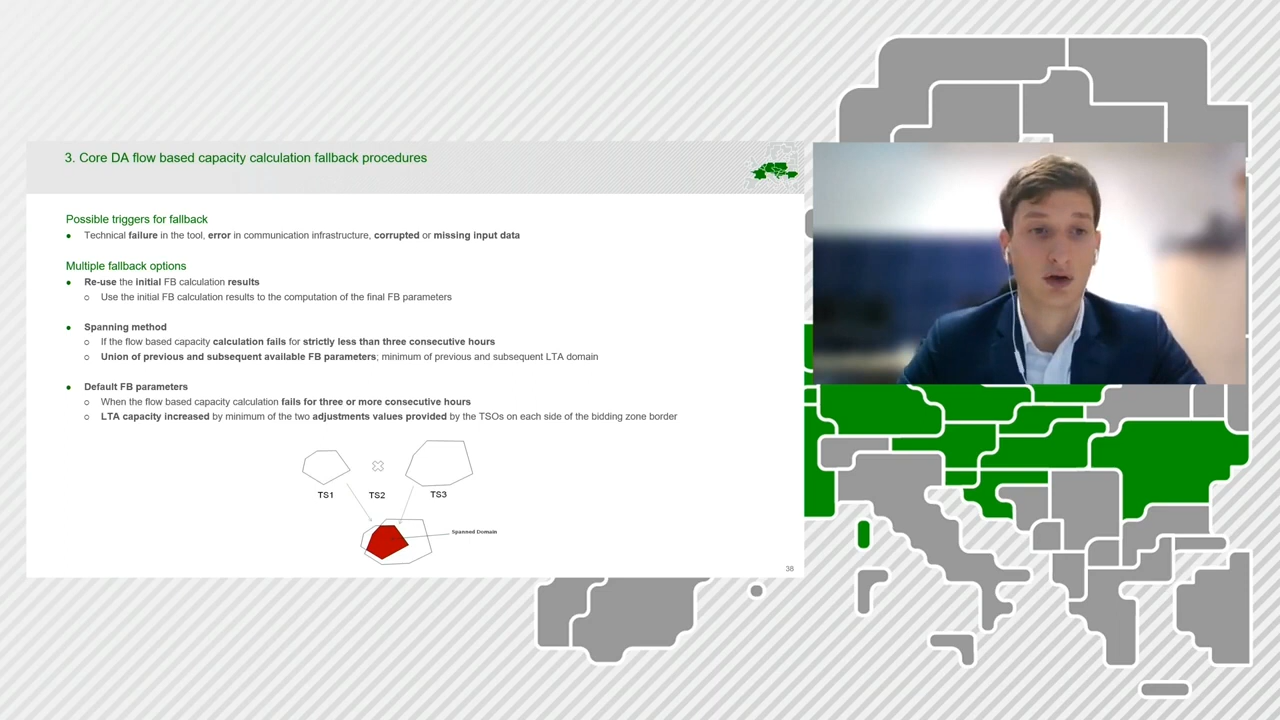 3. Core DA flow based capacity calculation fallback procedures
Possible triggers for fallback
Technical failure in the tool, error in communication infrastructure, corrupted or missing input data
Multiple fallback options
Re-use the initial FB calculation results
Use the initial FB calculation results to the computation of the final FB parameters
Spanning method
If the flow based capacity calculation fails for strictly less than three consecutive hours
Union of previous and subsequent available FB parameters; minimum of previous and subsequent LTA domain
Default FB parameters
When the flow based capacity calculation fails for three or more consecutive hours
LTA capacity increased by minimum of the two adjustments values provided by the TSOs on each side of the bidding zone border
TS1 TS2 TS3
Spanned Domain
38